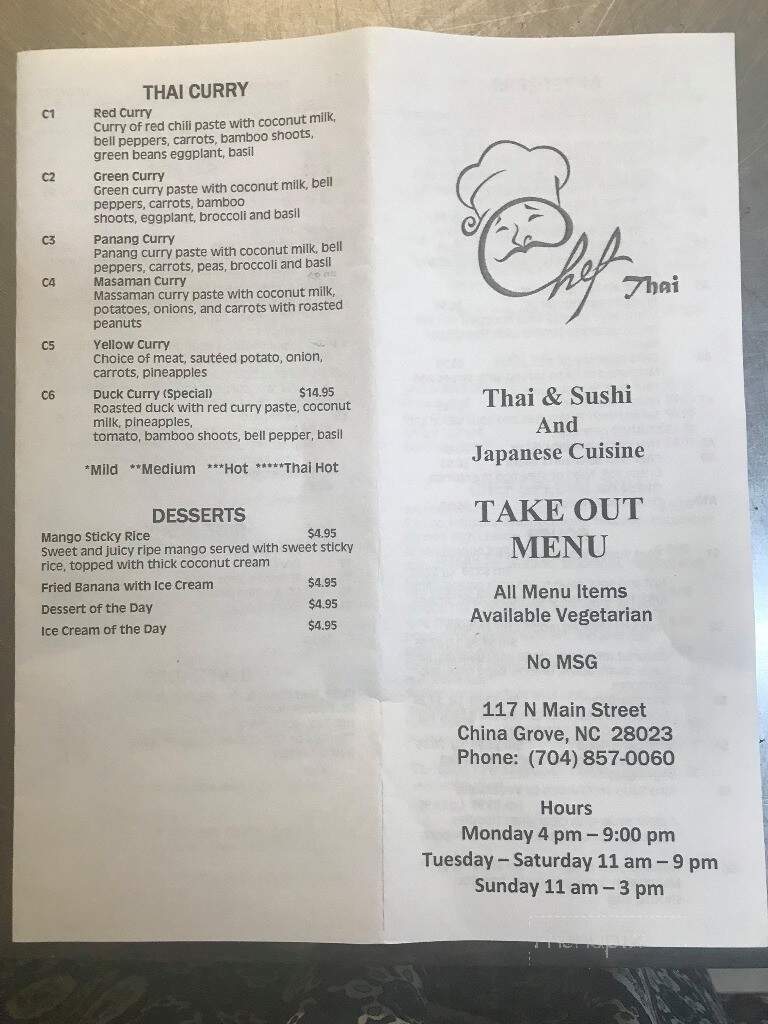 THAI CURRY
C1 Red Curry
Curry of red chili paste with coconut milk,
bell peppers, carrots, bamboo shoots,
green beans eggplant, basil
C2 Green Curry
Green curry paste with coconut milk, bell
peppers, carrots, bamboo
shoots, eggplant, broccoli and basil
C3 Panang Curry
Panang curry paste with coconut milk, bell
peppers, carrots, peas, broccoli and basil
C4 Masaman Curry
Massaman curry paste with coconut milk,
potatoes, onions, and carrots with roasted
peanuts
C5 Yellow Curry
Choice of meat, sautéed potato, onion,
carrots, pineapples
C6 Duck Curry (Special) $14.95
Roasted duck with red curry paste, coconut
milk, pineapples,
tomato, bamboo shoots, bell pepper, basil
*Mild **Medium ***Hot *****Thai Hot
DESSERTS
Mango Sticky Rice $4.95
Sweet and juicy ripe mango served with sweet sticky
rice, topped with thick coconut cream
Fried Banana with Ice Cream $4.95
Dessert of the Day $4.95
Ice Cream of the Day $4.95
Chef Thai
Thai & Sushi
And
Japanese Cuisine
TAKE OUT
MENU
All Menu Items
Available Vegetarian
No MSG
117 N Main Street
China Grove, NC 28023
Phone: (704) 857-0060
Hours
Monday 4 pm – 9:00 pm
Tuesday – Saturday 11 am – 9 pm
Sunday 11 am – 3 pm